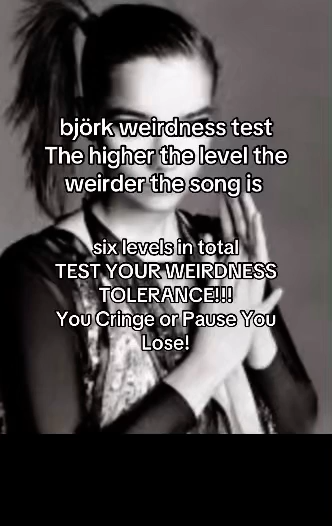 björk weirdness test
The higher the level the
weirder the song is
six levels in total
TEST YOUR WEIRDNESS
TOLERANCE!!!
You Cringe or Pause You
Lose!